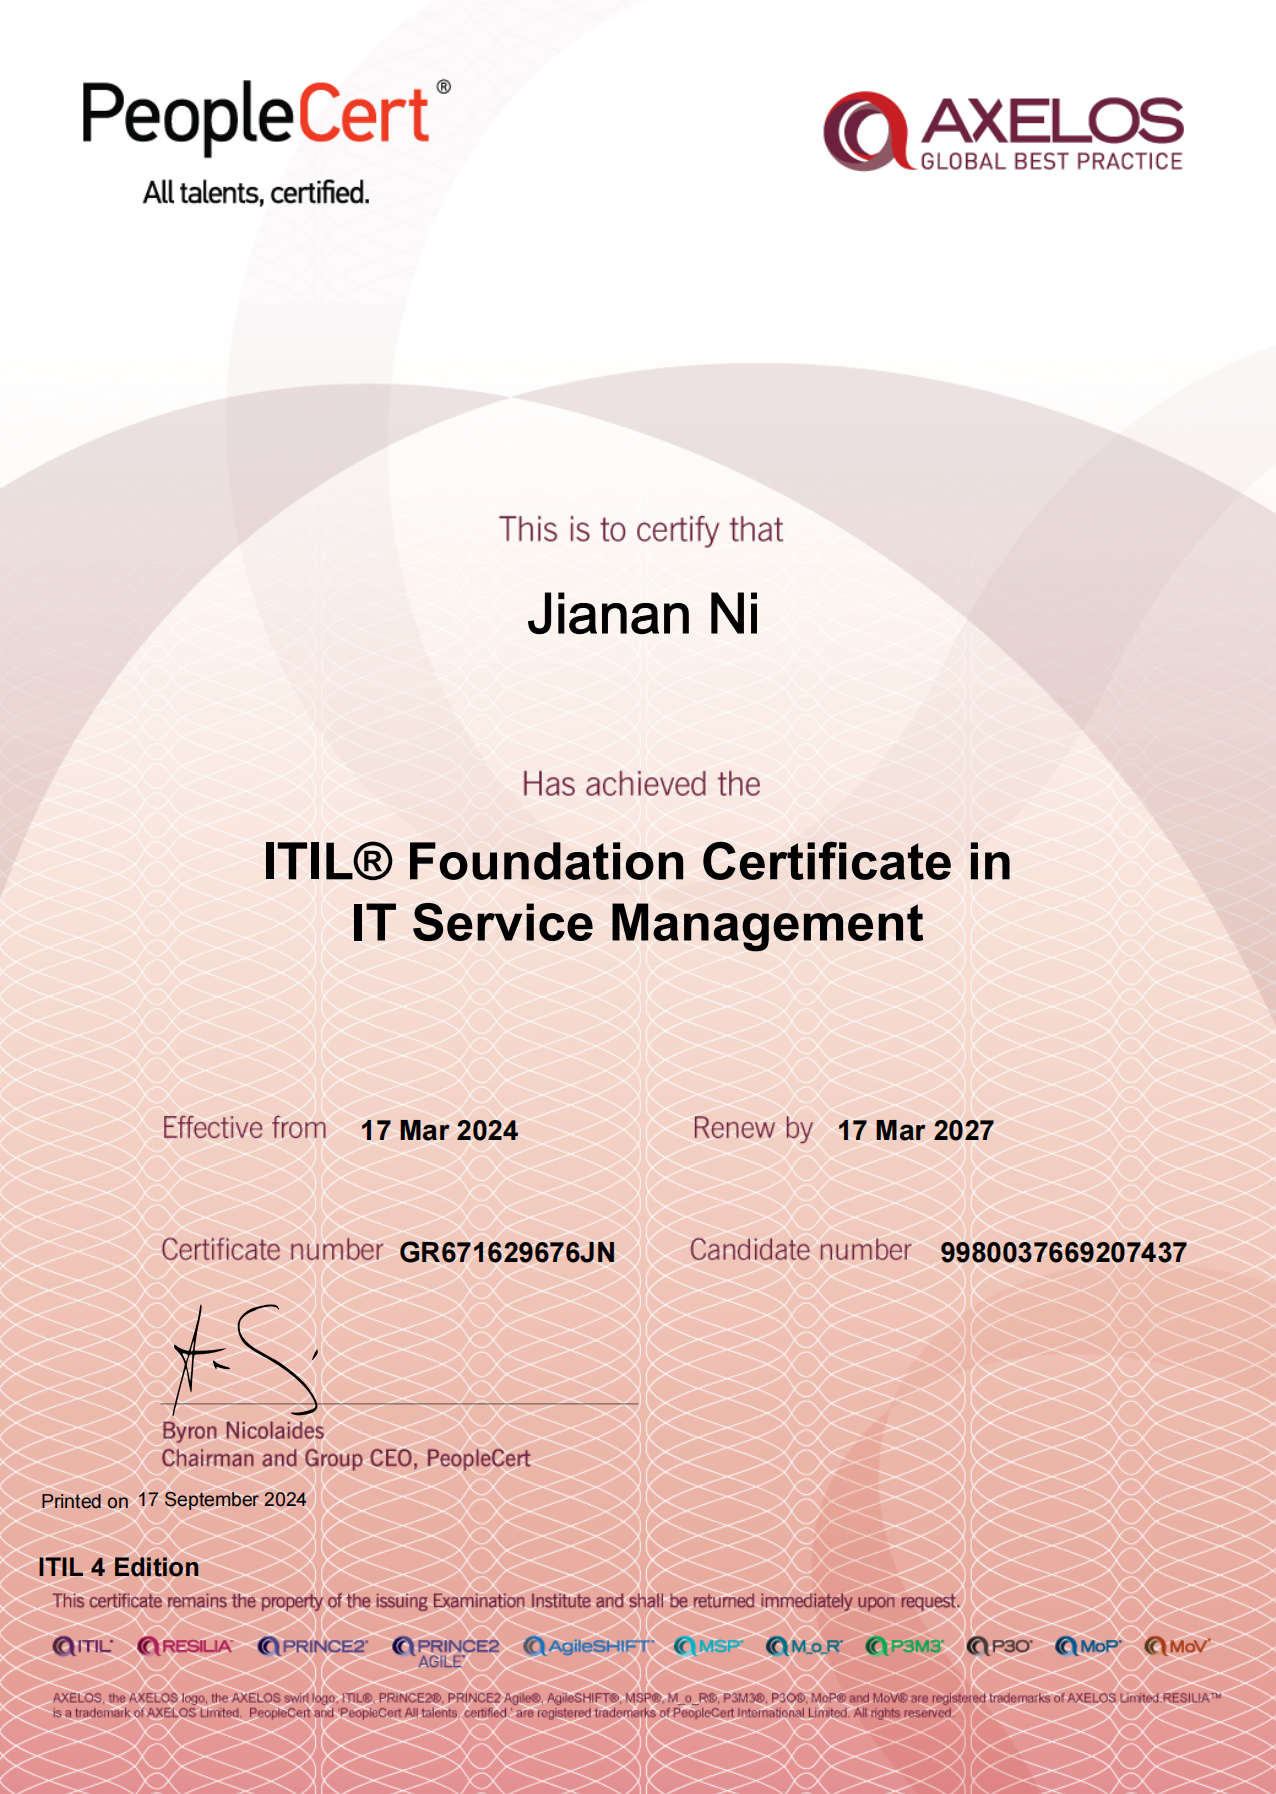 PeopleCert®
All talents, certified.
AXELOS
GLOBAL BEST PRACTICE
This is to certify that
Jianan Ni
Has achieved the
ITIL® Foundation Certificate in
IT Service Management
Effective from 17 Mar 2024 Renew by 17 Mar 2027
Certificate number GR671629676JN Candidate number 9980037669207437
Byron Nicolaides
Chairman and Group CEO, PeopleCert
Printed on 17 September 2024
ITIL 4 Edition
This certificate remains the property of the issuing Examination Institute and shall be returned immediately upon request.
ITIL® RESILIA™ PRINCE2® PRINCE2 AGILE® AgileSHIFT® MSP® M_o_R® P3M3® P3O® MoP® MoV®
AXELOS, the AXELOS logo, the AXELOS swirl logo, ITIL®, PRINCE2®, PRINCE2 Agile®, AgileSHIFT®, MSP®, M_o_R®, P3M3®, P3O®, MoP® and MoV® are registered trademarks of AXELOS Limited.RESILIA™
is a trademark of AXELOS Limited. PeopleCert and 'PeopleCert All talents, certified.' are registered trademarks of PeopleCert International Limited. All rights reserved.